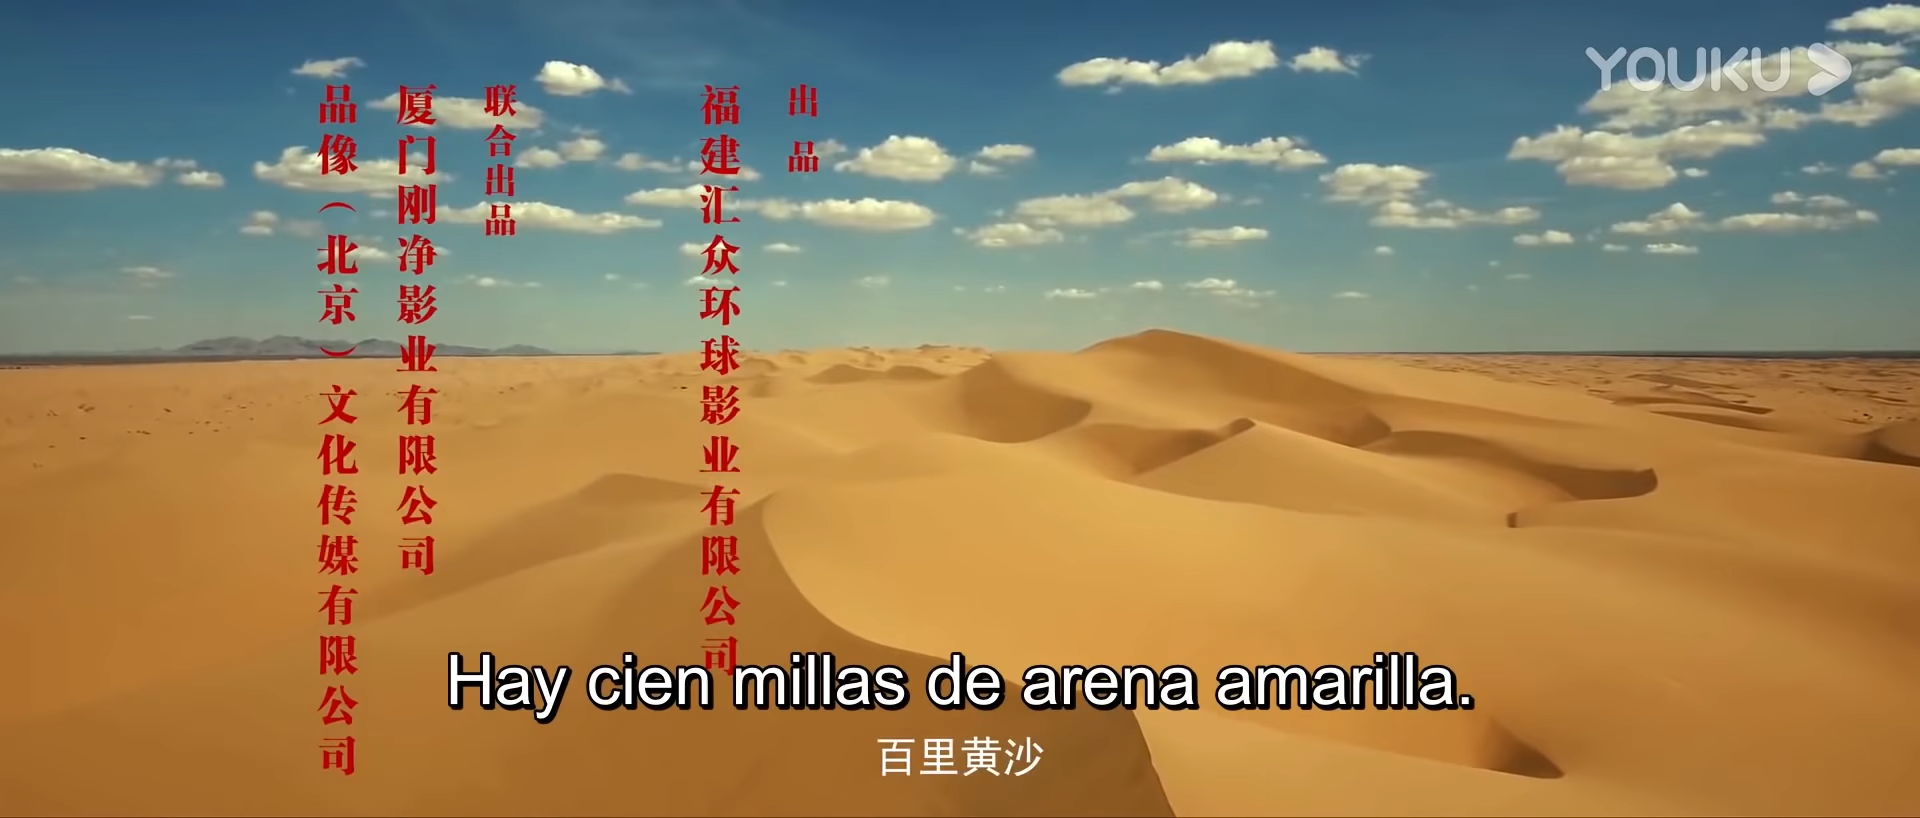 YOUKU
出品
福建汇众环球影业有限公司
联合出品
厦门刚净影业有限公司
品像（北京）文化传媒有限公司
Hay cien millas de arena amarilla.
百里黄沙